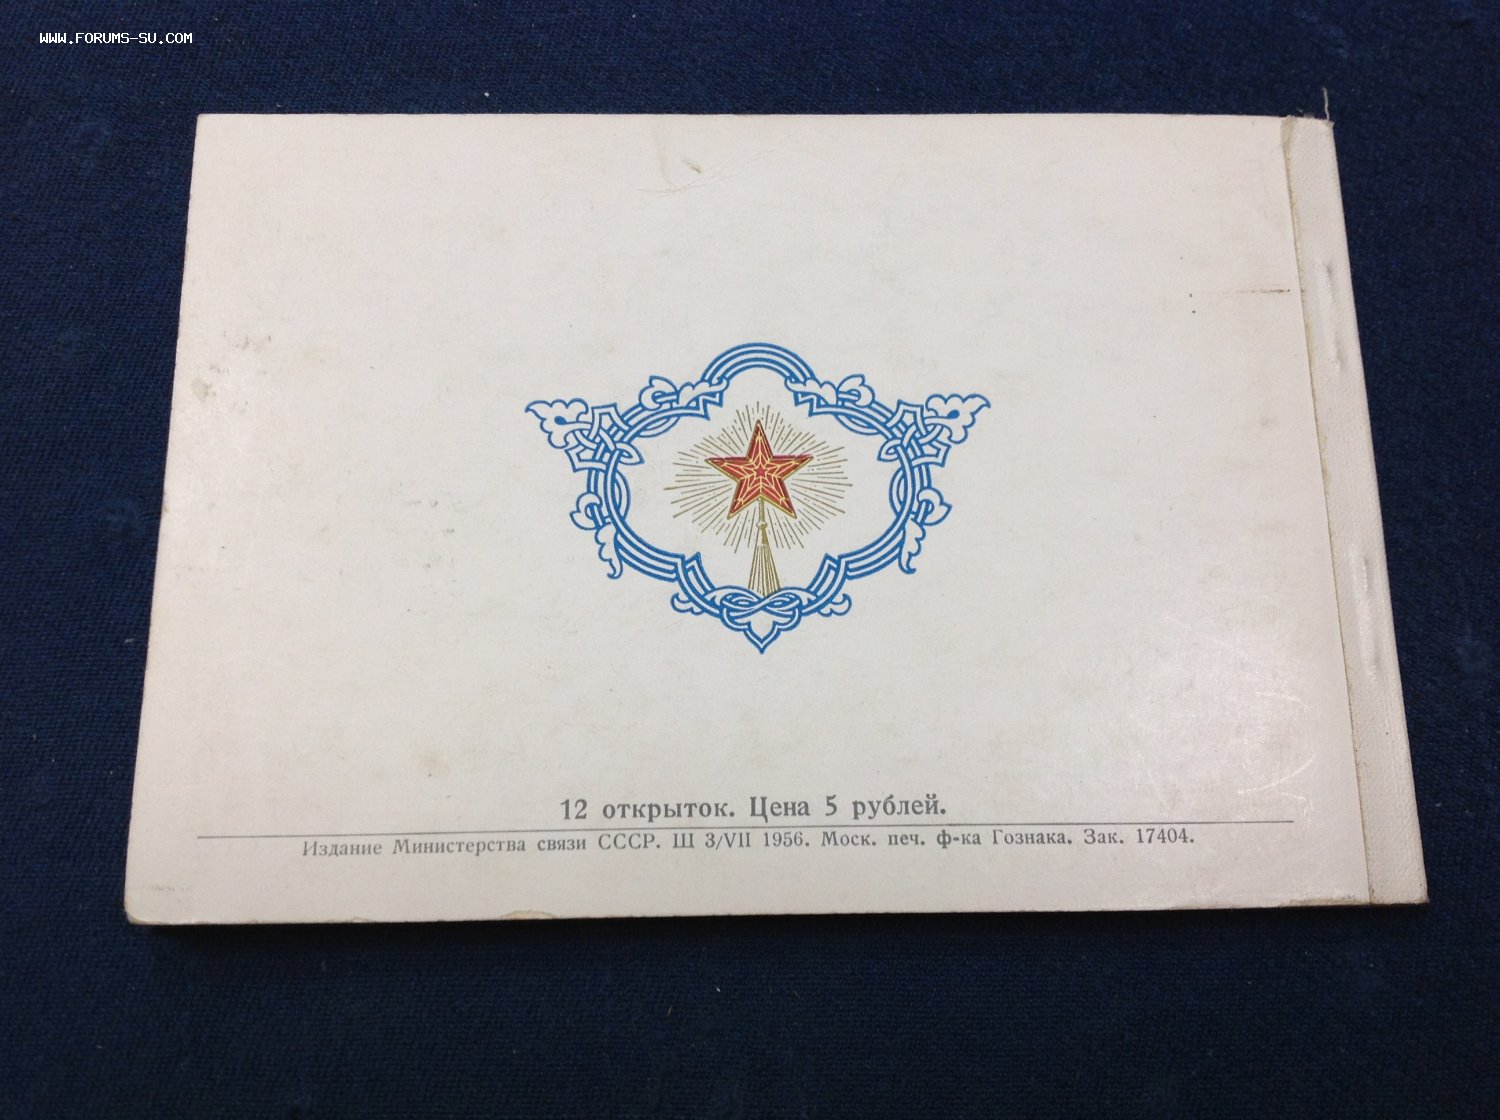 WWW.FORUMS-SU.COM
12 открыток. Цена 5 рублей.
Издание Министерства связи СССР. Ш 3/VII 1956. Моск. печ. ф-ка Гознака. Зак. 17404.